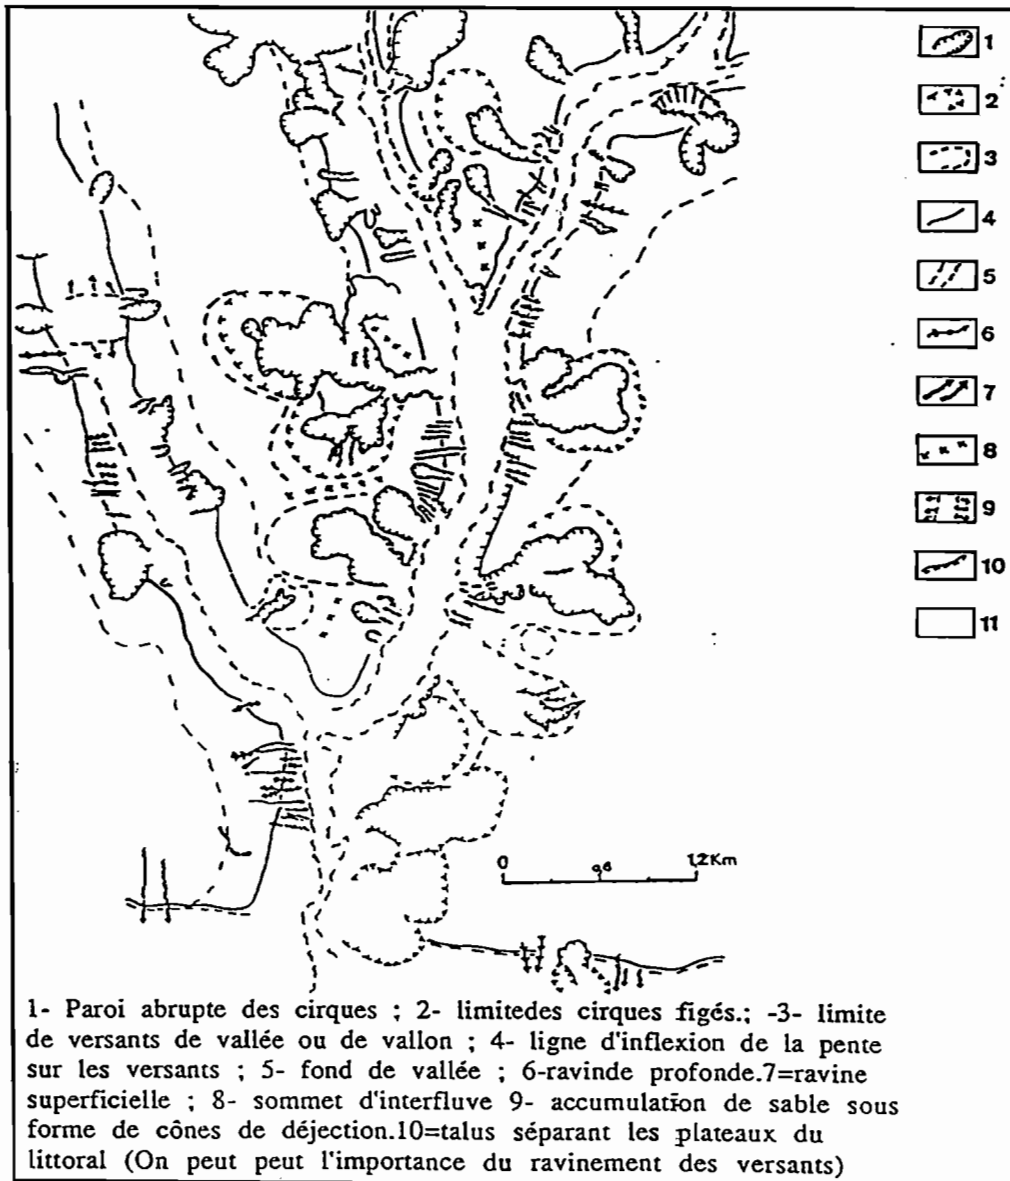 1
2
3
4
5
6
7
8
9
10
11
0 0,6 1,2Km
1- Paroi abrupte des cirques ; 2- limitedes cirques figés.; -3- limite
de versants de vallée ou de vallon ; 4- ligne d'inflexion de la pente
sur les versants ; 5- fond de vallée ; 6-ravinde profonde.7=ravine
superficielle ; 8- sommet d'interfluve 9- accumulation de sable sous
forme de cônes de déjection.10=talus séparant les plateaux du
littoral (On peut peut l'importance du ravinement des versants)